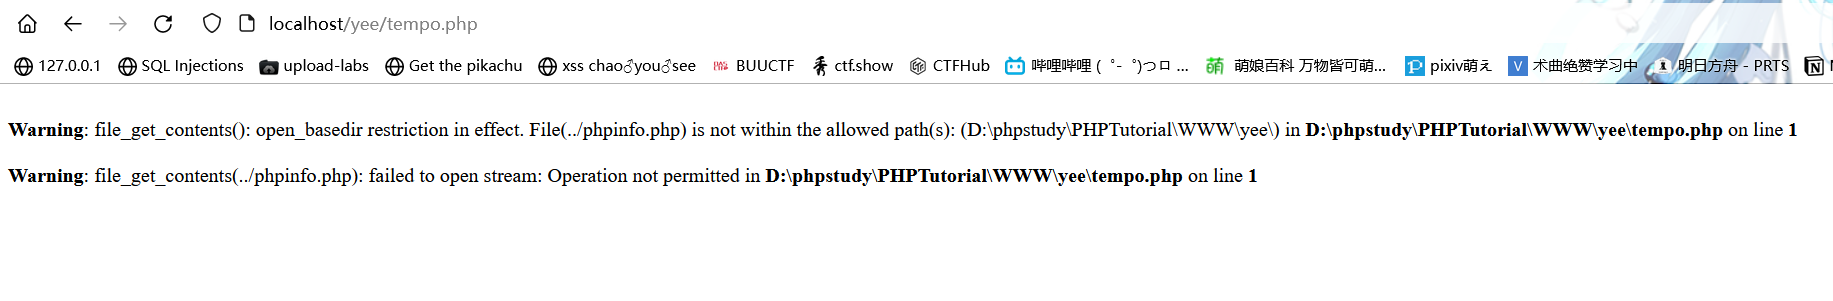 localhost/yee/tempo.php
127.0.0.1 SQL Injections upload-labs Get the pikachu xss chao♂you♂see BUUCTF ctf.show CTFHub 哔哩哔哩 ( ゜- ゜)つロ ... 萌娘百科 万物皆可萌... pixiv萌え 术曲绝赞学习中 明日方舟 - PRTS
Warning: file_get_contents(): open_basedir restriction in effect. File(../phpinfo.php) is not within the allowed path(s): (D:\phpstudy\PHPTutorial\WWW\yee\) in D:\phpstudy\PHPTutorial\WWW\yee\tempo.php on line 1
Warning: file_get_contents(../phpinfo.php): failed to open stream: Operation not permitted in D:\phpstudy\PHPTutorial\WWW\yee\tempo.php on line 1